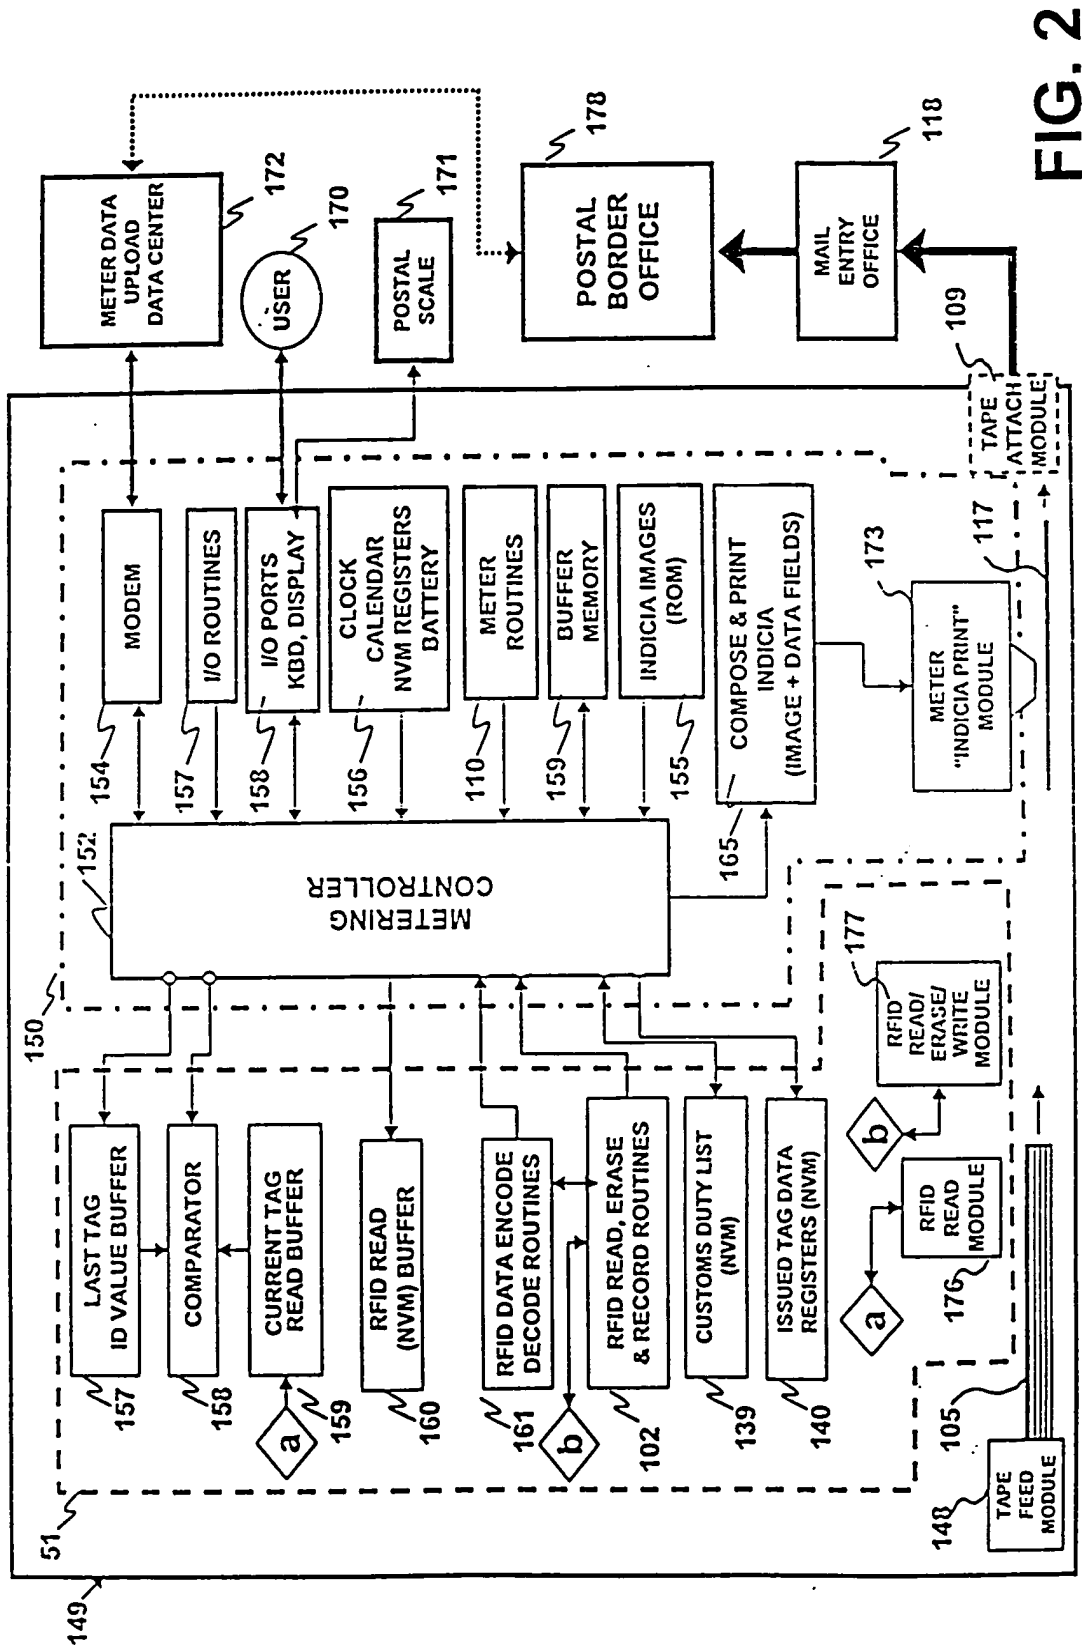 149
51
157
LAST TAG
ID VALUE BUFFER
158
COMPARATOR
a
159
CURRENT TAG
READ BUFFER
160
RFID READ
(NVM) BUFFER
161
RFID DATA ENCODE
DECODE ROUTINES
b
102
RFID READ, ERASE
& RECORD ROUTINES
139
CUSTOMS DUTY LIST
(NVM)
140
ISSUED TAG DATA
REGISTERS (NVM)
a
176
RFID
READ
MODULE
b
177
RFID
READ/
ERASE/
WRITE
MODULE
148
TAPE
FEED
MODULE
105
150
152
METERING
CONTROLLER
154
MODEM
157
I/O ROUTINES
158
I/O PORTS
KBD, DISPLAY
156
CLOCK
CALENDAR
NVM REGISTERS
BATTERY
110
METER
ROUTINES
159
BUFFER
MEMORY
155
INDICIA IMAGES
(ROM)
165
COMPOSE & PRINT
INDICIA
(IMAGE + DATA FIELDS)
173
METER
"INDICIA PRINT"
MODULE
117
109
TAPE
ATTACH
MODULE
METER DATA
UPLOAD
DATA CENTER
172
USER
170
POSTAL
SCALE
171
POSTAL
BORDER
OFFICE
178
MAIL
ENTRY
OFFICE
118
FIG. 2